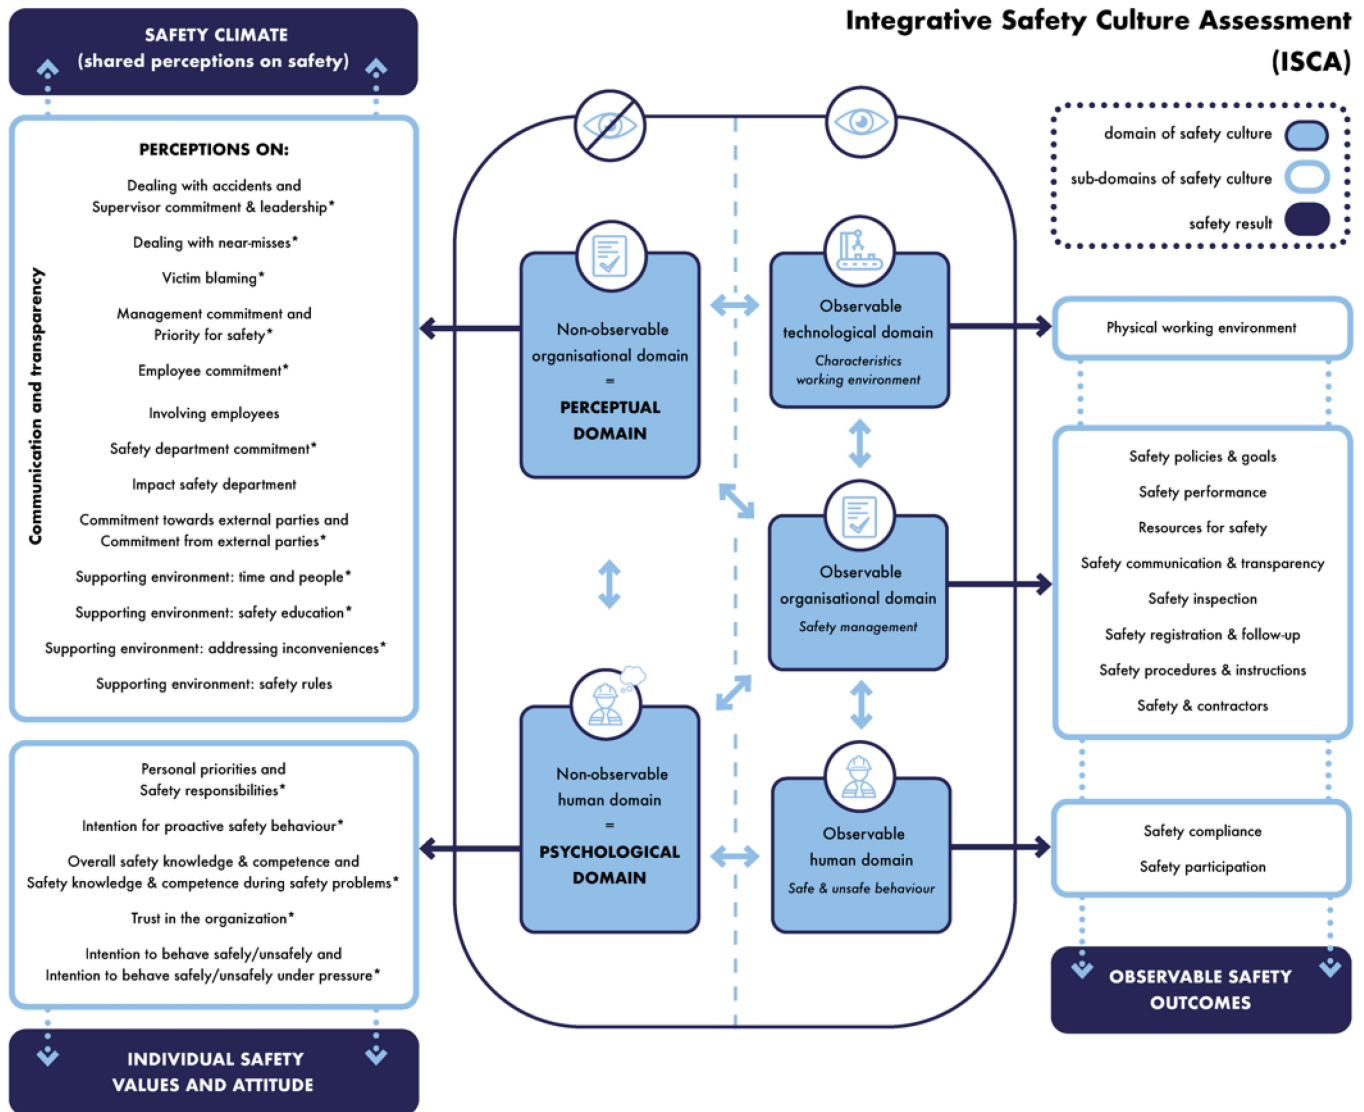 Integrative Safety Culture Assessment
(ISCA)
domain of safety culture
sub-domains of safety culture
safety result
SAFETY CLIMATE
(shared perceptions on safety)
Communication and transparency
PERCEPTIONS ON:
Dealing with accidents and
Supervisor commitment & leadership*
Dealing with near-misses*
Victim blaming*
Management commitment and
Priority for safety*
Employee commitment*
Involving employees
Safety department commitment*
Impact safety department
Commitment towards external parties and
Commitment from external parties*
Supporting environment: time and people*
Supporting environment: safety education*
Supporting environment: addressing inconveniences*
Supporting environment: safety rules
Personal priorities and
Safety responsibilities*
Intention for proactive safety behaviour*
Overall safety knowledge & competence and
Safety knowledge & competence during safety problems*
Trust in the organization*
Intention to behave safely/unsafely and
Intention to behave safely/unsafely under pressure*
INDIVIDUAL SAFETY
VALUES AND ATTITUDE
Non-observable
organisational domain
=
PERCEPTUAL
DOMAIN
Non-observable
human domain
=
PSYCHOLOGICAL
DOMAIN
Observable
technological domain
Characteristics
working environment
Observable
organisational domain
Safety management
Observable
human domain
Safe & unsafe behaviour
Physical working environment
Safety policies & goals
Safety performance
Resources for safety
Safety communication & transparency
Safety inspection
Safety registration & follow-up
Safety procedures & instructions
Safety & contractors
Safety compliance
Safety participation
OBSERVABLE SAFETY
OUTCOMES